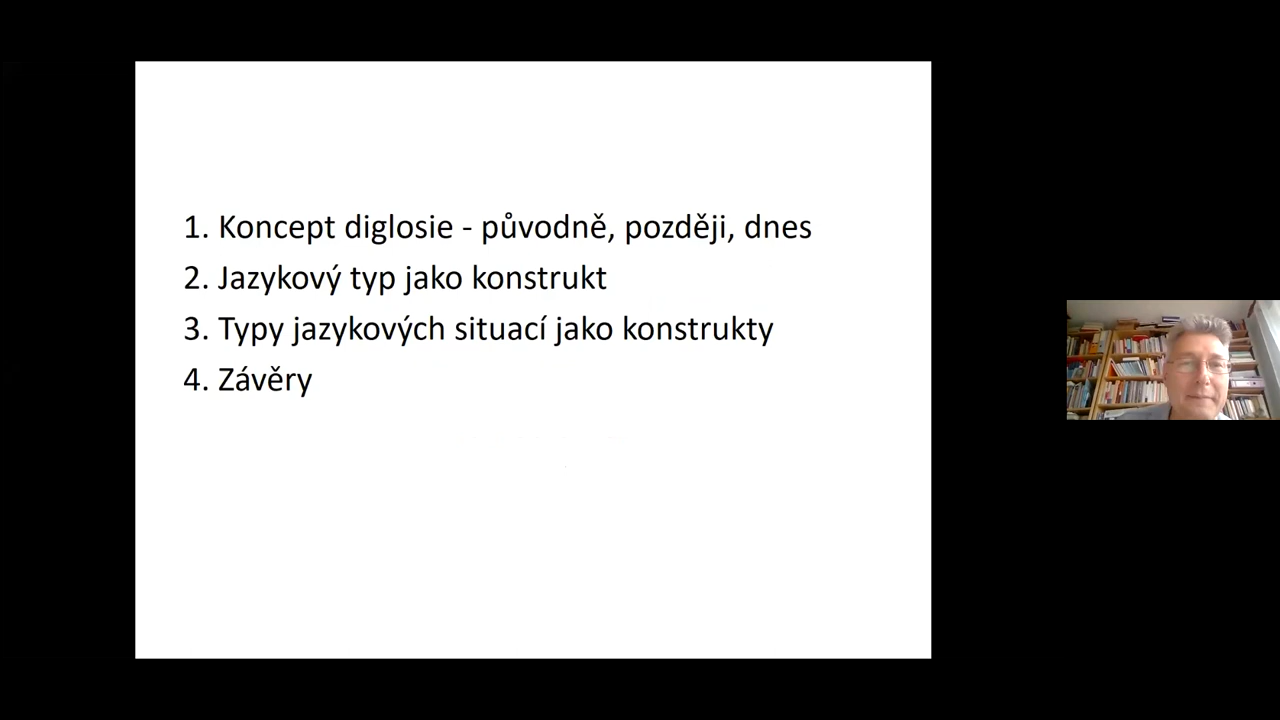 1. Koncept diglosie - původně, později, dnes
2. Jazykový typ jako konstrukt
3. Typy jazykových situací jako konstrukty
4. Závěry